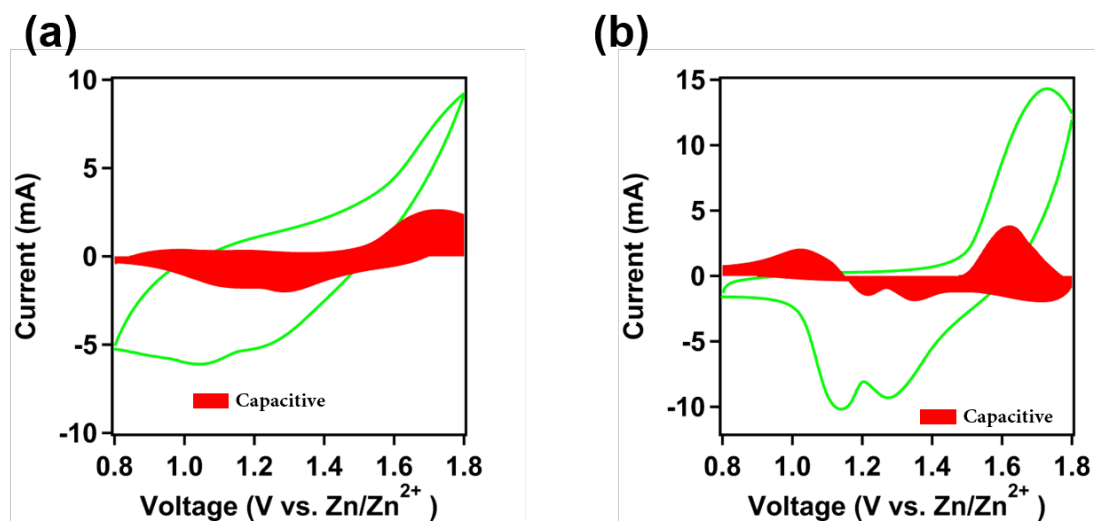 (a)
10
5
0
-5
-10
Current (mA)
Capacitive
0.8 1.0 1.2 1.4 1.6 1.8
Voltage (V vs. Zn/Zn²⁺ )
(b)
15
10
5
0
-5
-10
Current (mA)
Capacitive
0.8 1.0 1.2 1.4 1.6 1.8
Voltage (V vs. Zn/Zn²⁺ )